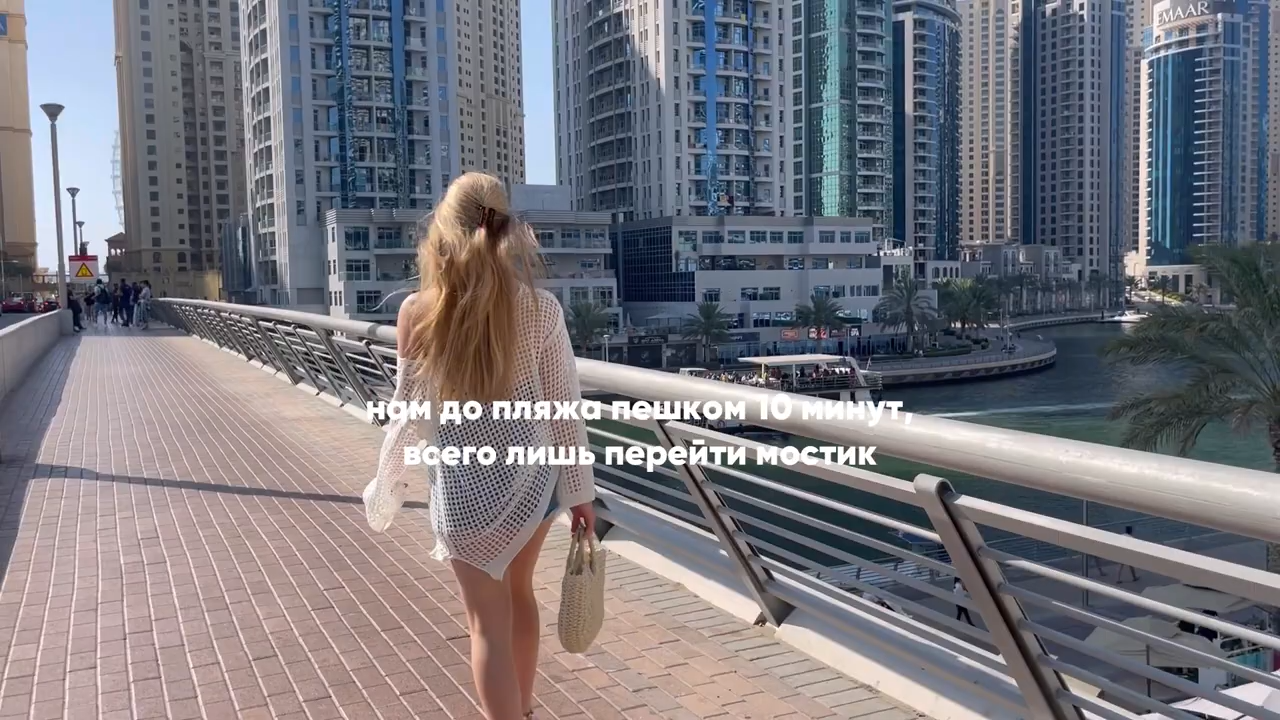 EMAAR
нам до пляжа пешком 10 минут,
всего лишь перейти мостик